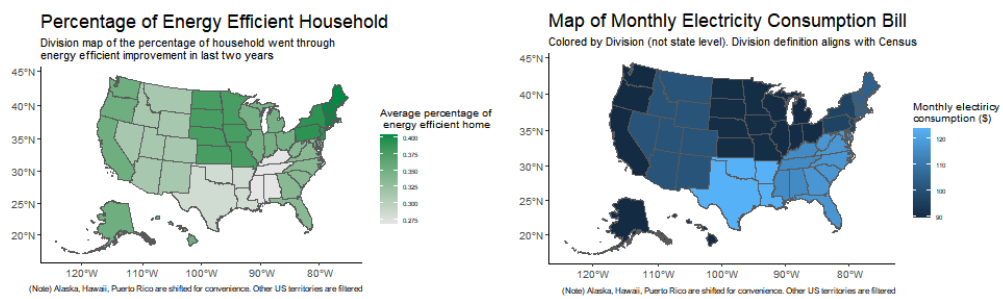 Percentage of Energy Efficient Household
Division map of the percentage of household went through
energy efficient improvement in last two years
45°N
40°N
35°N
30°N
25°N
20°N
120°W
110°W
100°W
90°W
80°W
Average percentage of
energy efficient home
0.400
0.375
0.350
0.325
0.300
0.275
(Note) Alaska, Hawaii, Puerto Rico are shifted for convenience. Other US territories are filtered
Map of Monthly Electricity Consumption Bill
Colored by Division (not state level). Division definition aligns with Census
45°N
40°N
35°N
30°N
25°N
20°N
120°W
110°W
100°W
90°W
80°W
Monthly electiricy
consumption ($)
120
110
100
90
(Note) Alaska, Hawaii, Puerto Rico are shifted for convenience. Other US territories are filtered